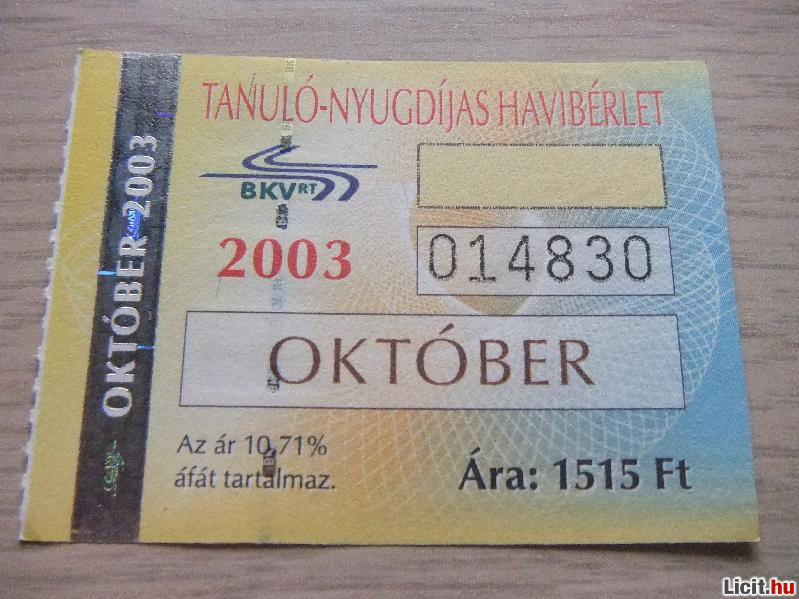 TANULÓ-NYUGDÍJAS HAVIBÉRLET
BKV RT
2003
014830
OKTÓBER
Az ár 10,71%
áfát tartalmaz.
Ára: 1515 Ft
OKTÓBER 2003
Licit.hu